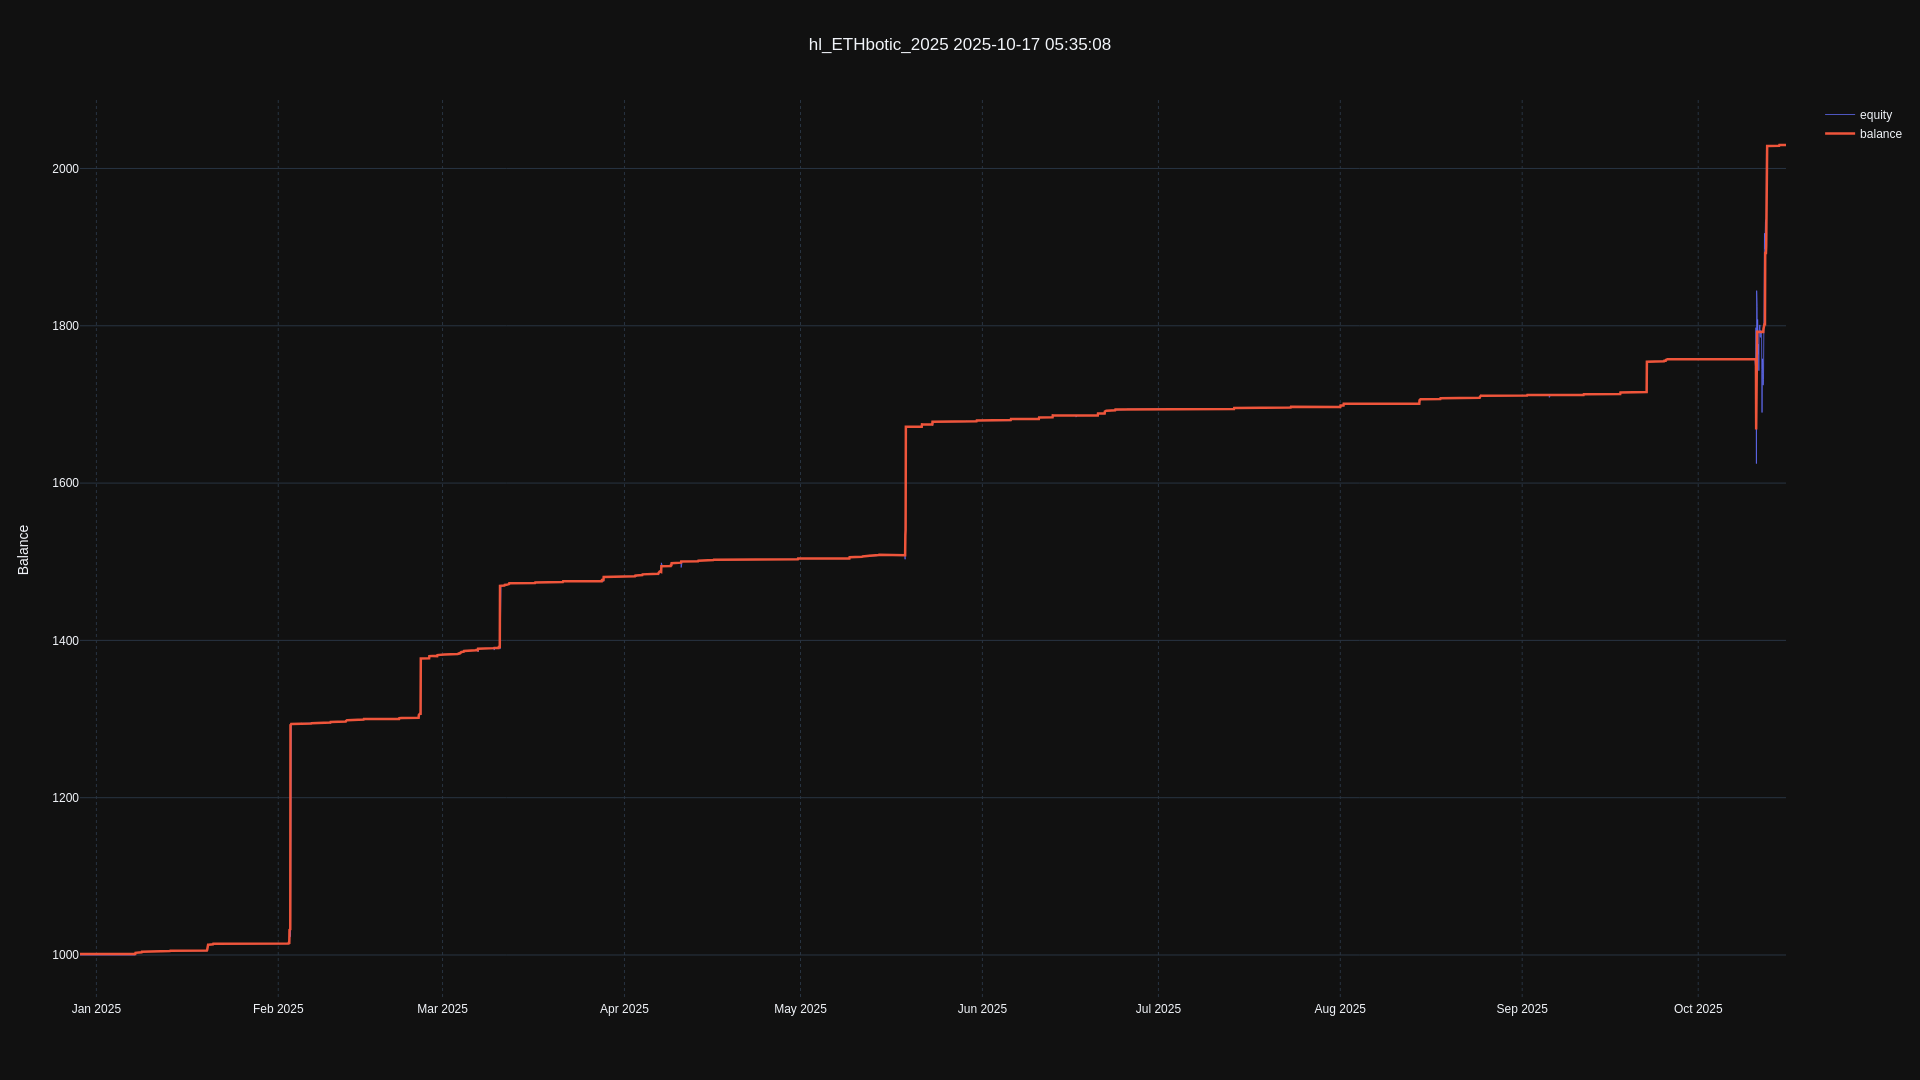 hl_ETHbotic_2025 2025-10-17 05:35:08
equity
balance
2000
1800
1600
1400
1200
1000
Balance
Jan 2025
Feb 2025
Mar 2025
Apr 2025
May 2025
Jun 2025
Jul 2025
Aug 2025
Sep 2025
Oct 2025